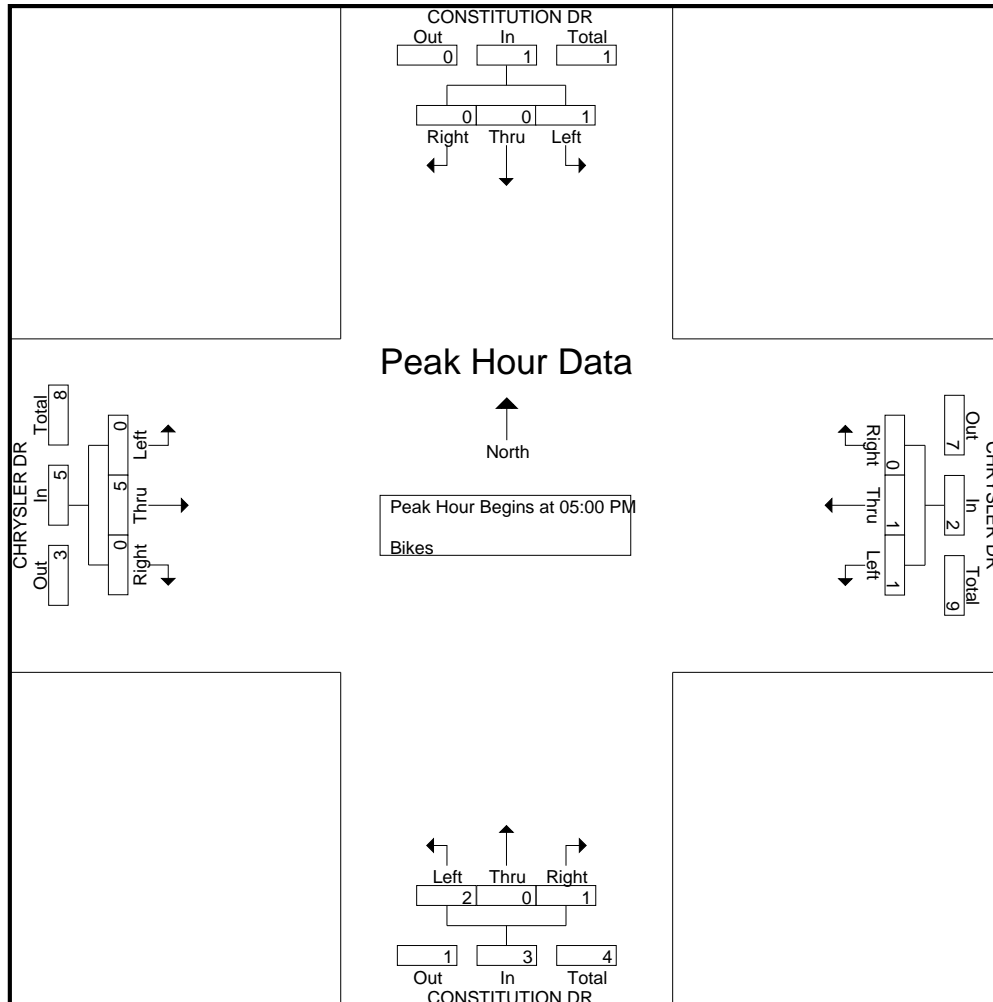 CONSTITUTION DR
Out In Total
0 1 1
0 0 1
Right Thru Left
Peak Hour Data
North
Peak Hour Begins at 05:00 PM
Bikes
CHRYSLER DR
Total In Out
8 5 3
0 5 0
Left Thru Right
CHRYSLER DR
Out In Total
7 2 9
0 1 1
Right Thru Left
Left Thru Right
2 0 1
1 3 4
Out In Total
CONSTITUTION DR